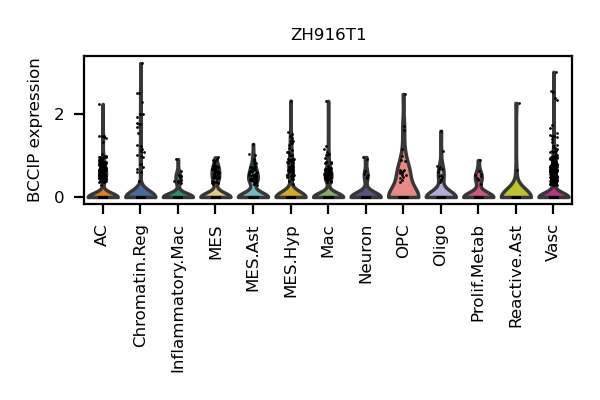 ZH916T1
BCCIP expression
2
0
AC
Chromatin.Reg
Inflammatory.Mac
MES
MES.Ast
MES.Hyp
Mac
Neuron
OPC
Oligo
Prolif.Metab
Reactive.Ast
Vasc